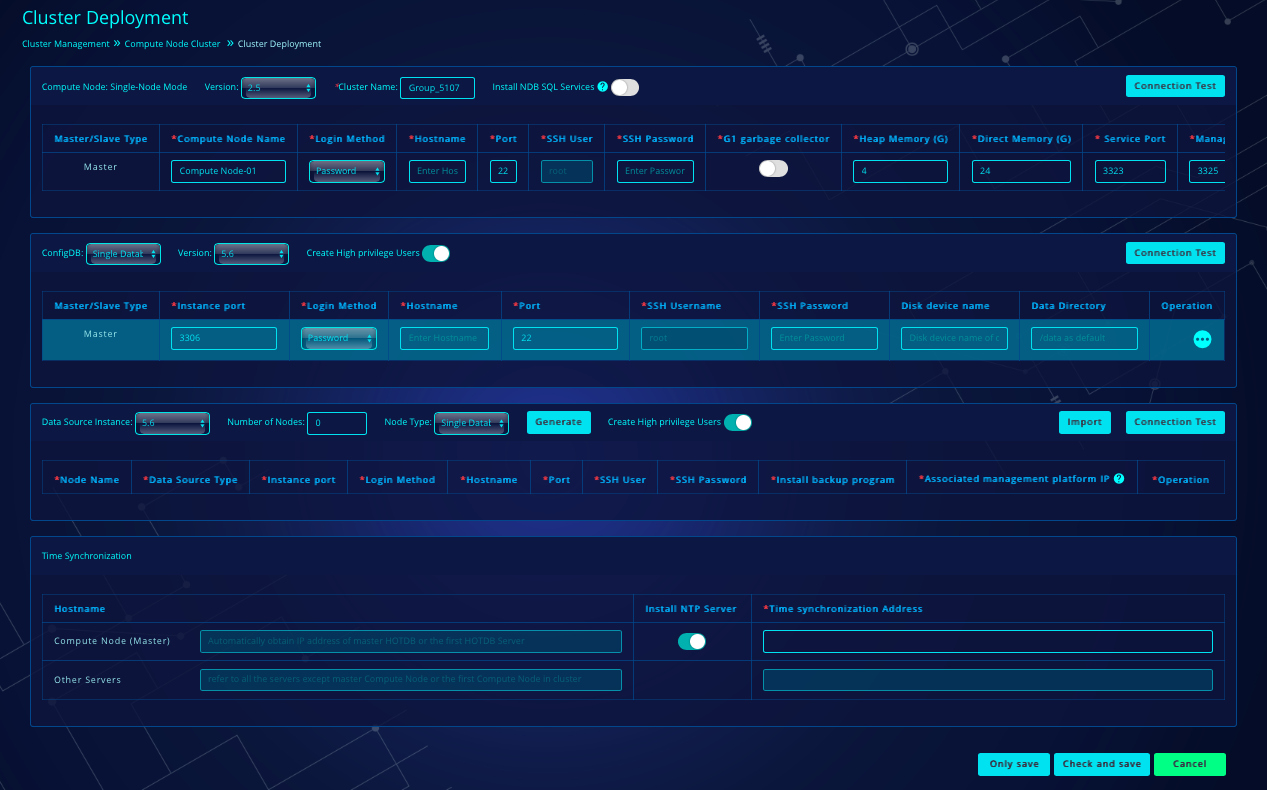 Cluster Deployment
Cluster Management » Compute Node Cluster » Cluster Deployment
Compute Node: Single-Node Mode Version: 2.5 *Cluster Name: Group_5107 Install NDB SQL Services ? Connection Test
Master/Slave Type *Compute Node Name *Login Method *Hostname *Port *SSH User *SSH Password *G1 garbage collector *Heap Memory (G) *Direct Memory (G) * Service Port *Manag
Master Compute Node-01 Password Enter Hos 22 root Enter Passwor 4 24 3323 3325
ConfigDB: Single Datab Version: 5.6 Create High privilege Users Connection Test
Master/Slave Type *Instance port *Login Method *Hostname *Port *SSH Username *SSH Password Disk device name Data Directory Operation
Master 3306 Password Enter Hostname 22 root Enter Password Disk device name of d /data as default
Data Source Instance: 5.6 Number of Nodes: 0 Node Type: Single Datab Generate Create High privilege Users Import Connection Test
*Node Name *Data Source Type *Instance port *Login Method *Hostname *Port *SSH User *SSH Password *Install backup program *Associated management platform IP ? *Operation
Time Synchronization
Hostname Install NTP Server *Time synchronization Address
Compute Node (Master) Automatically obtain IP address of master HOTDB or the first HOTDB Server
Other Servers refer to all the servers except master Compute Node or the first Compute Node in cluster
Only save Check and save Cancel